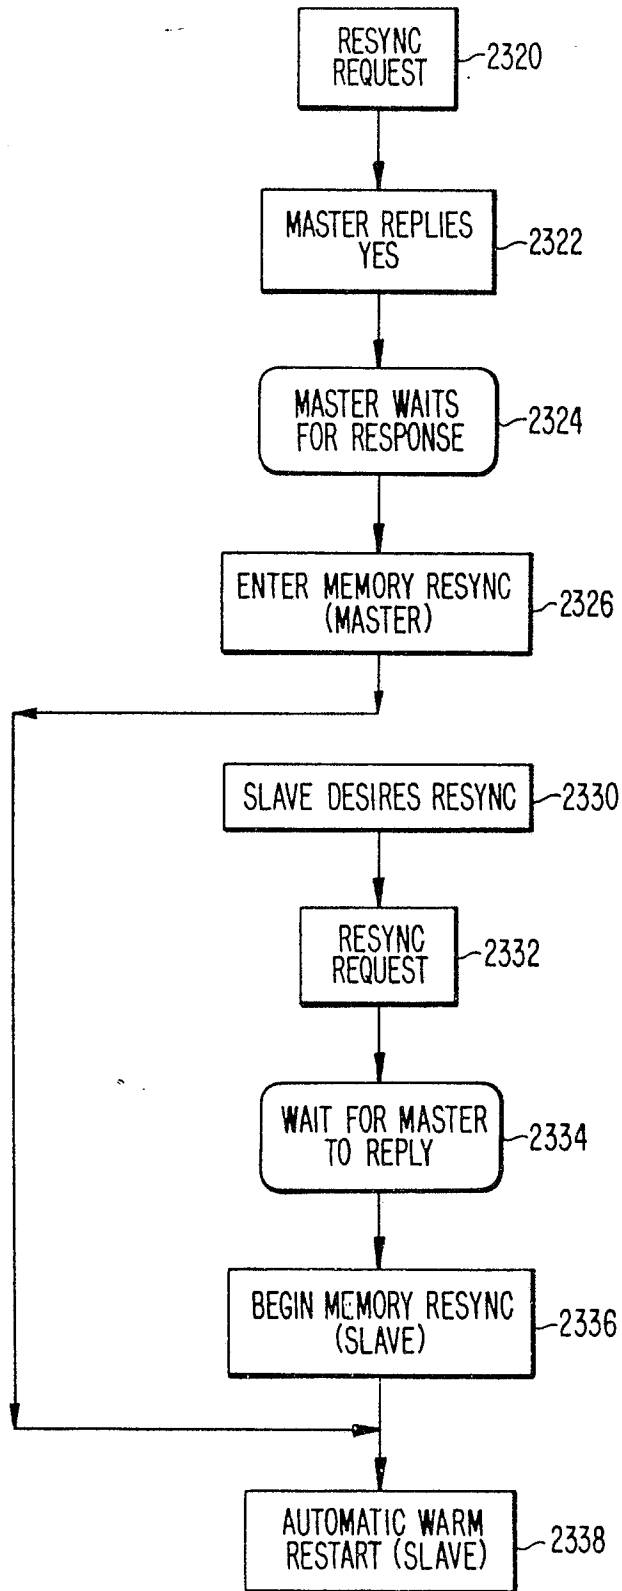 RESYNC
REQUEST
2320
MASTER REPLIES
YES
2322
MASTER WAITS
FOR RESPONSE
2324
ENTER MEMORY RESYNC
(MASTER)
2326
SLAVE DESIRES RESYNC
2330
RESYNC
REQUEST
2332
WAIT FOR MASTER
TO REPLY
2334
BEGIN MEMORY RESYNC
(SLAVE)
2336
AUTOMATIC WARM
RESTART (SLAVE)
2338